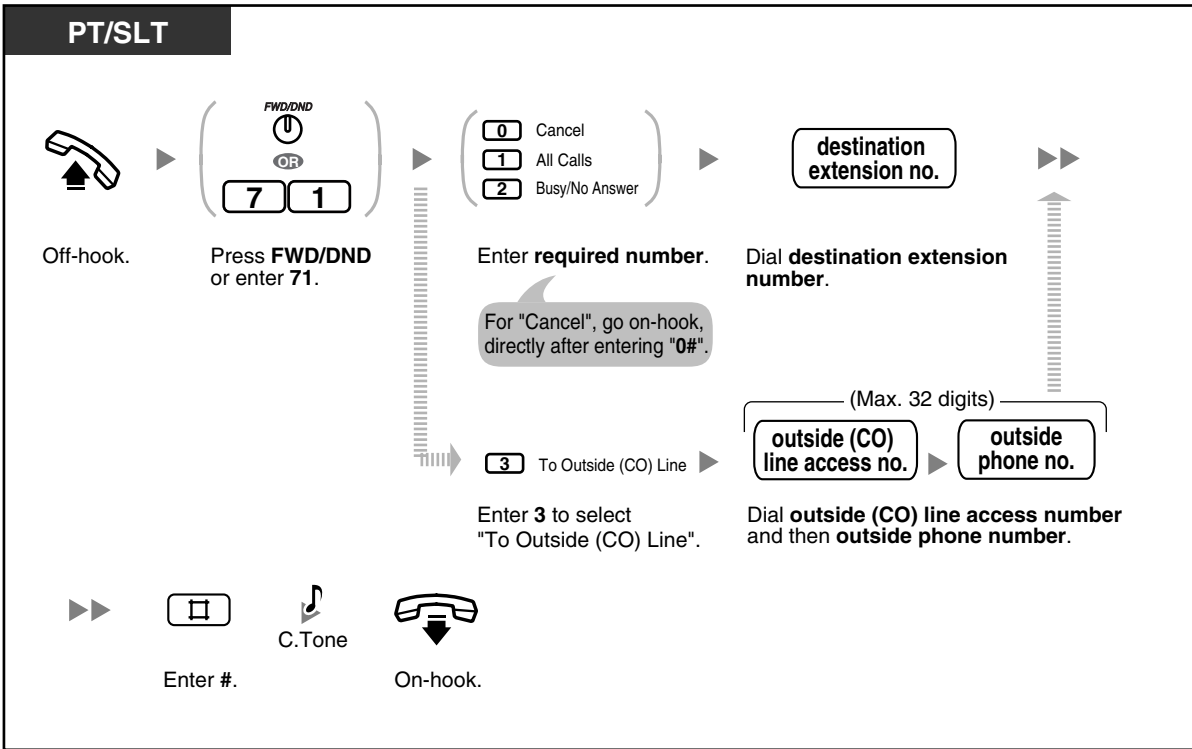 PT/SLT
FWD/DND
OR
7 1
0 Cancel
1 All Calls
2 Busy/No Answer
destination
extension no.
Off-hook.
Press FWD/DND
or enter 71.
Enter required number.
Dial destination extension
number.
For "Cancel", go on-hook,
directly after entering "0#".
3 To Outside (CO) Line
(Max. 32 digits)
outside (CO)
line access no.
outside
phone no.
Enter 3 to select
"To Outside (CO) Line".
Dial outside (CO) line access number
and then outside phone number.
#
C.Tone
Enter #.
On-hook.